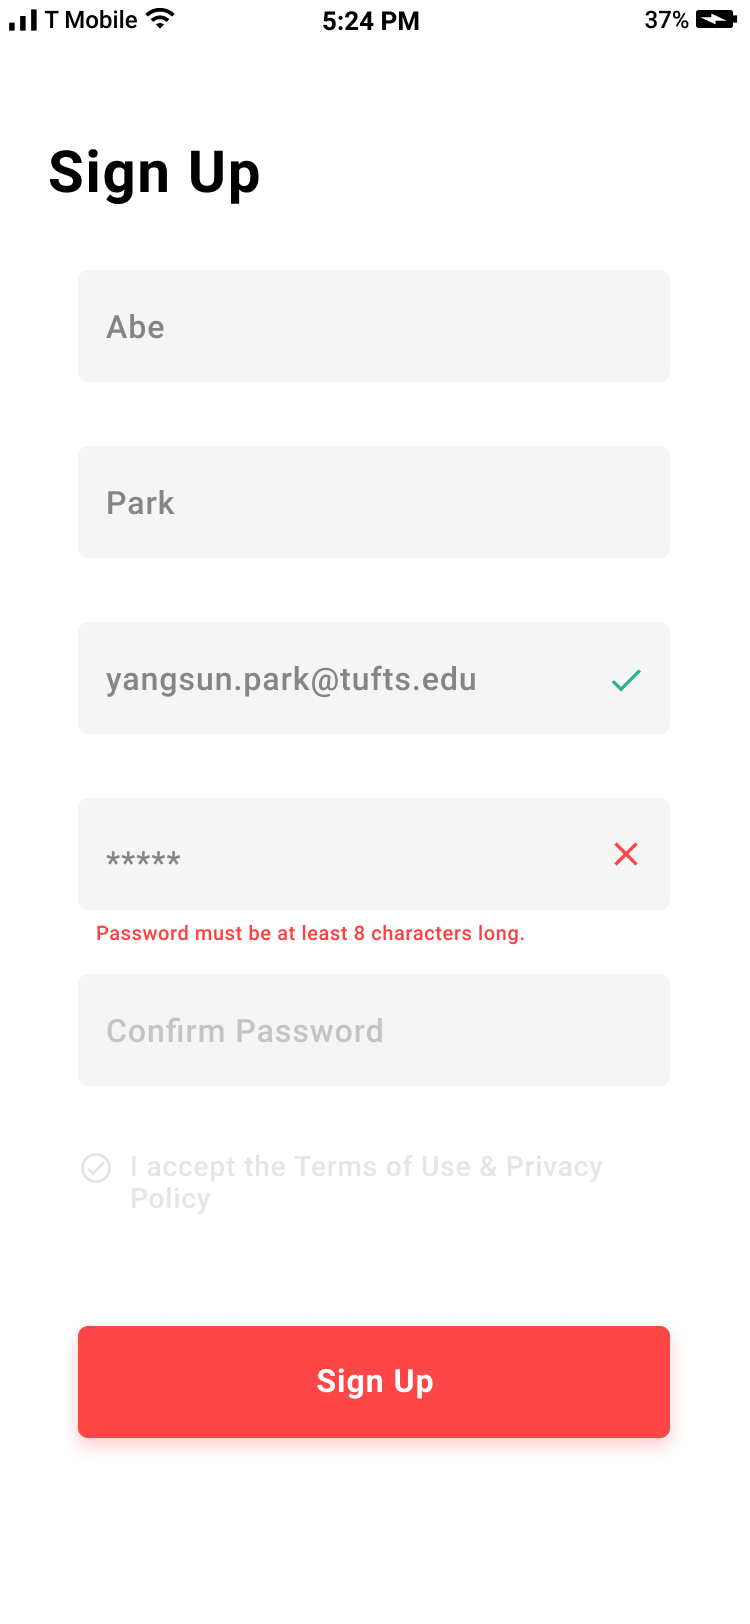 T Mobile 5:24 PM 37%
Sign Up
Abe
Park
yangsun.park@tufts.edu
*****
Password must be at least 8 characters long.
Confirm Password
I accept the Terms of Use & Privacy
Policy
Sign Up